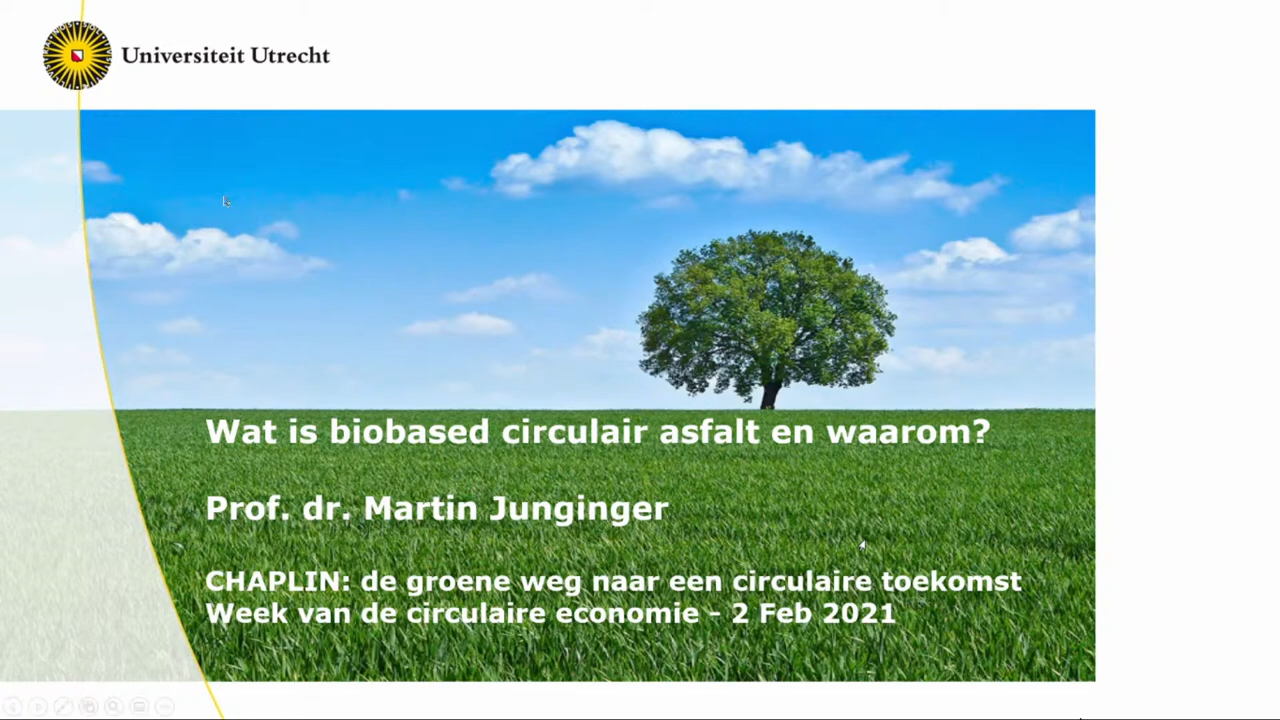 Universiteit Utrecht
Wat is biobased circulair asfalt en waarom?
Prof. dr. Martin Junginger
CHAPLIN: de groene weg naar een circulaire toekomst
Week van de circulaire economie – 2 Feb 2021